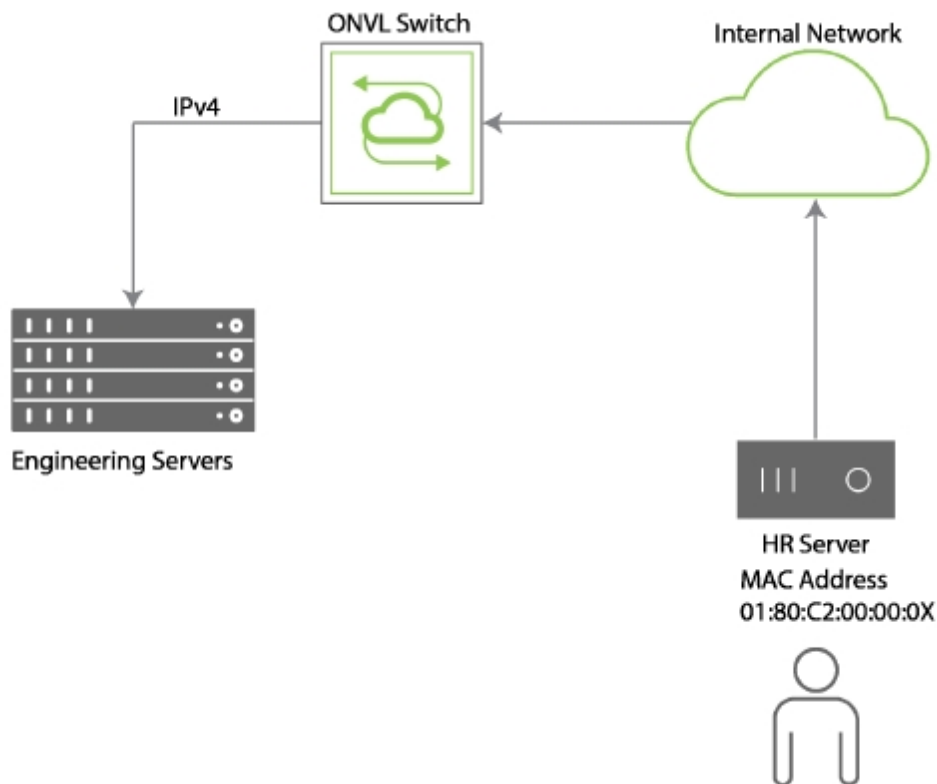 ONVL Switch
Internal Network
IPv4
Engineering Servers
HR Server
MAC Address
01:80:C2:00:00:0X